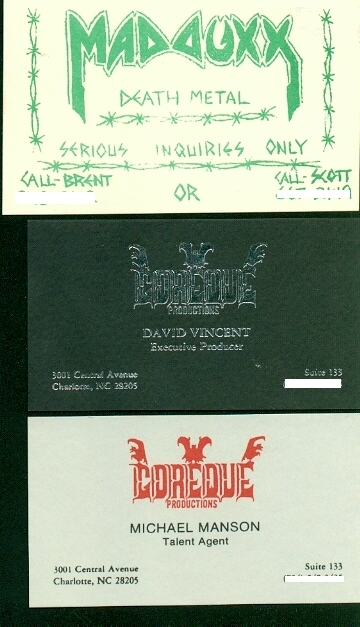 MADDUXX
DEATH METAL
SERIOUS INQUIRIES ONLY
CALL-BRENT
OR
CALL-SCOTT
GOREQUE
PRODUCTIONS
DAVID VINCENT
Executive Producer
3001 Central Avenue
Charlotte, NC 28205
Suite 133
GOREQUE
PRODUCTIONS
MICHAEL MANSON
Talent Agent
3001 Central Avenue
Charlotte, NC 28205
Suite 133